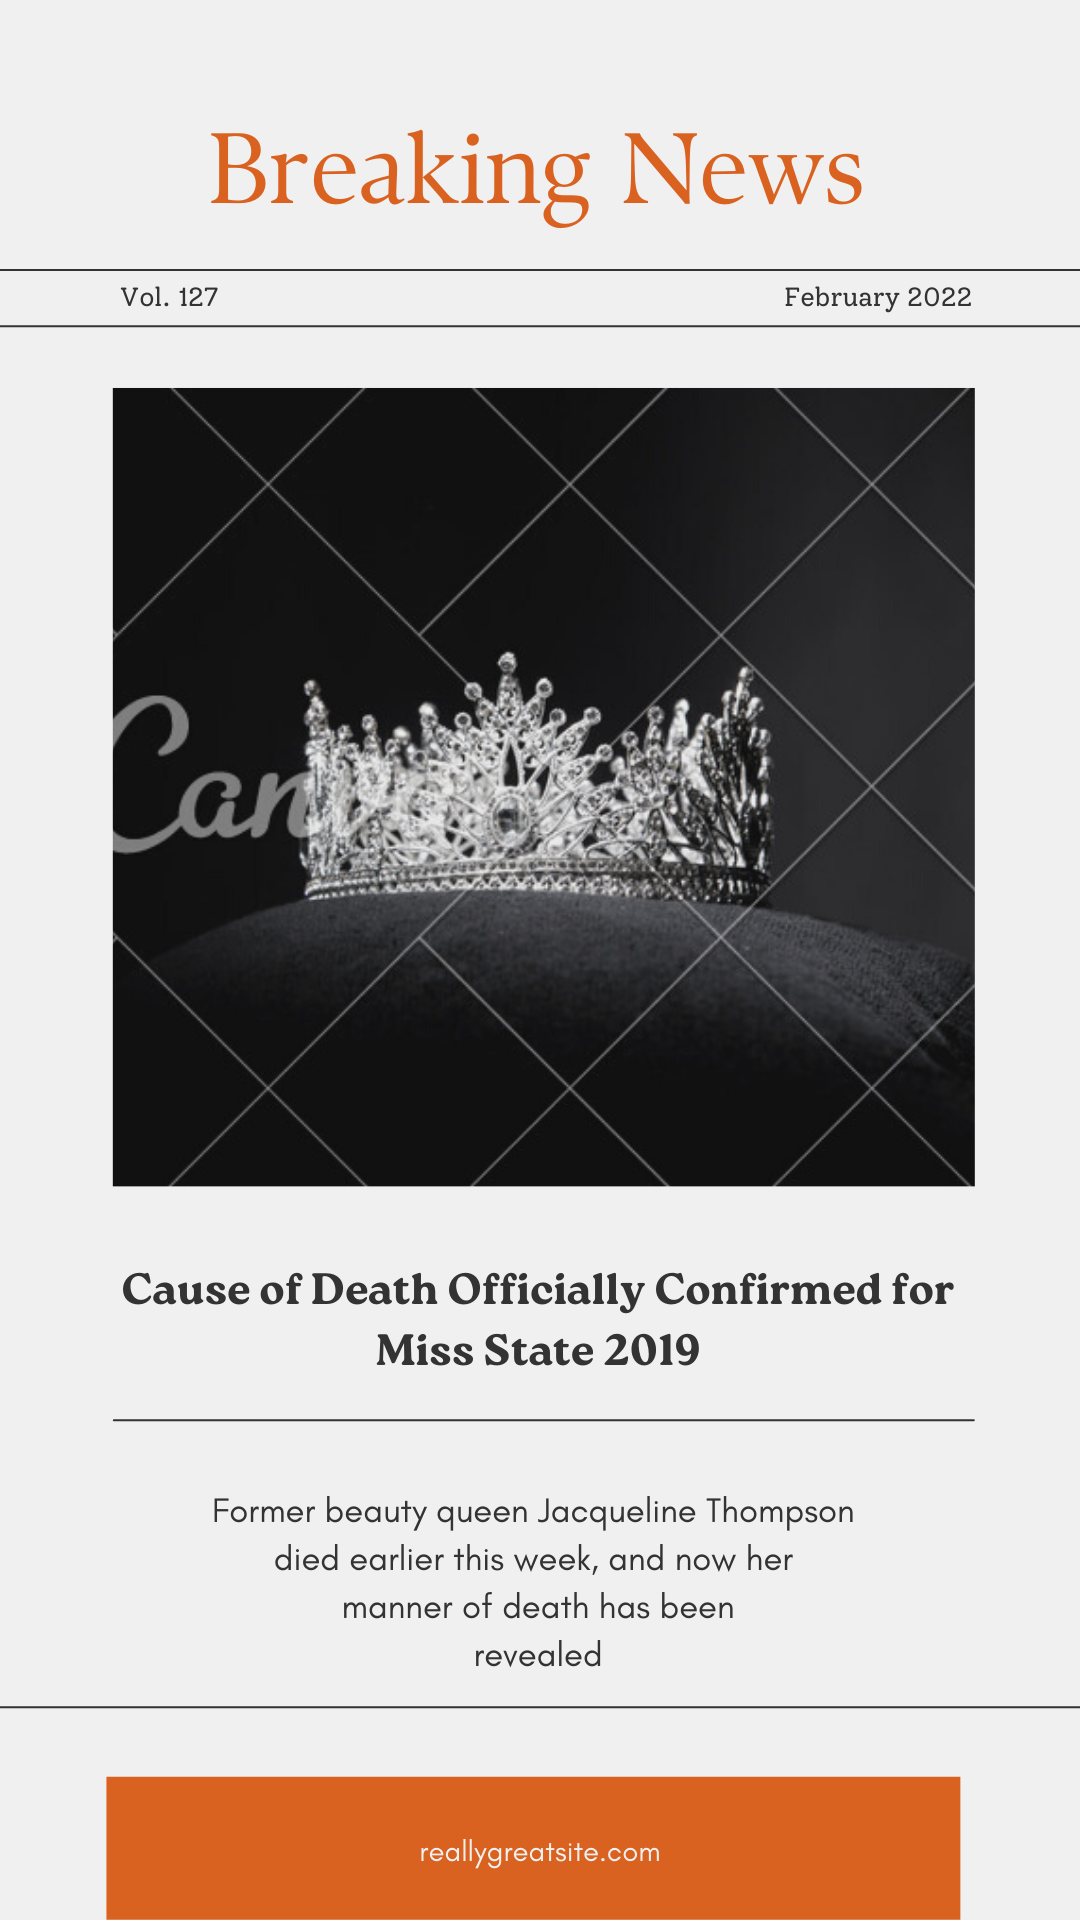 Breaking News
Vol. 127
February 2022
Canva
Cause of Death Officially Confirmed for
Miss State 2019
Former beauty queen Jacqueline Thompson
died earlier this week, and now her
manner of death has been
revealed
reallygreatsite.com